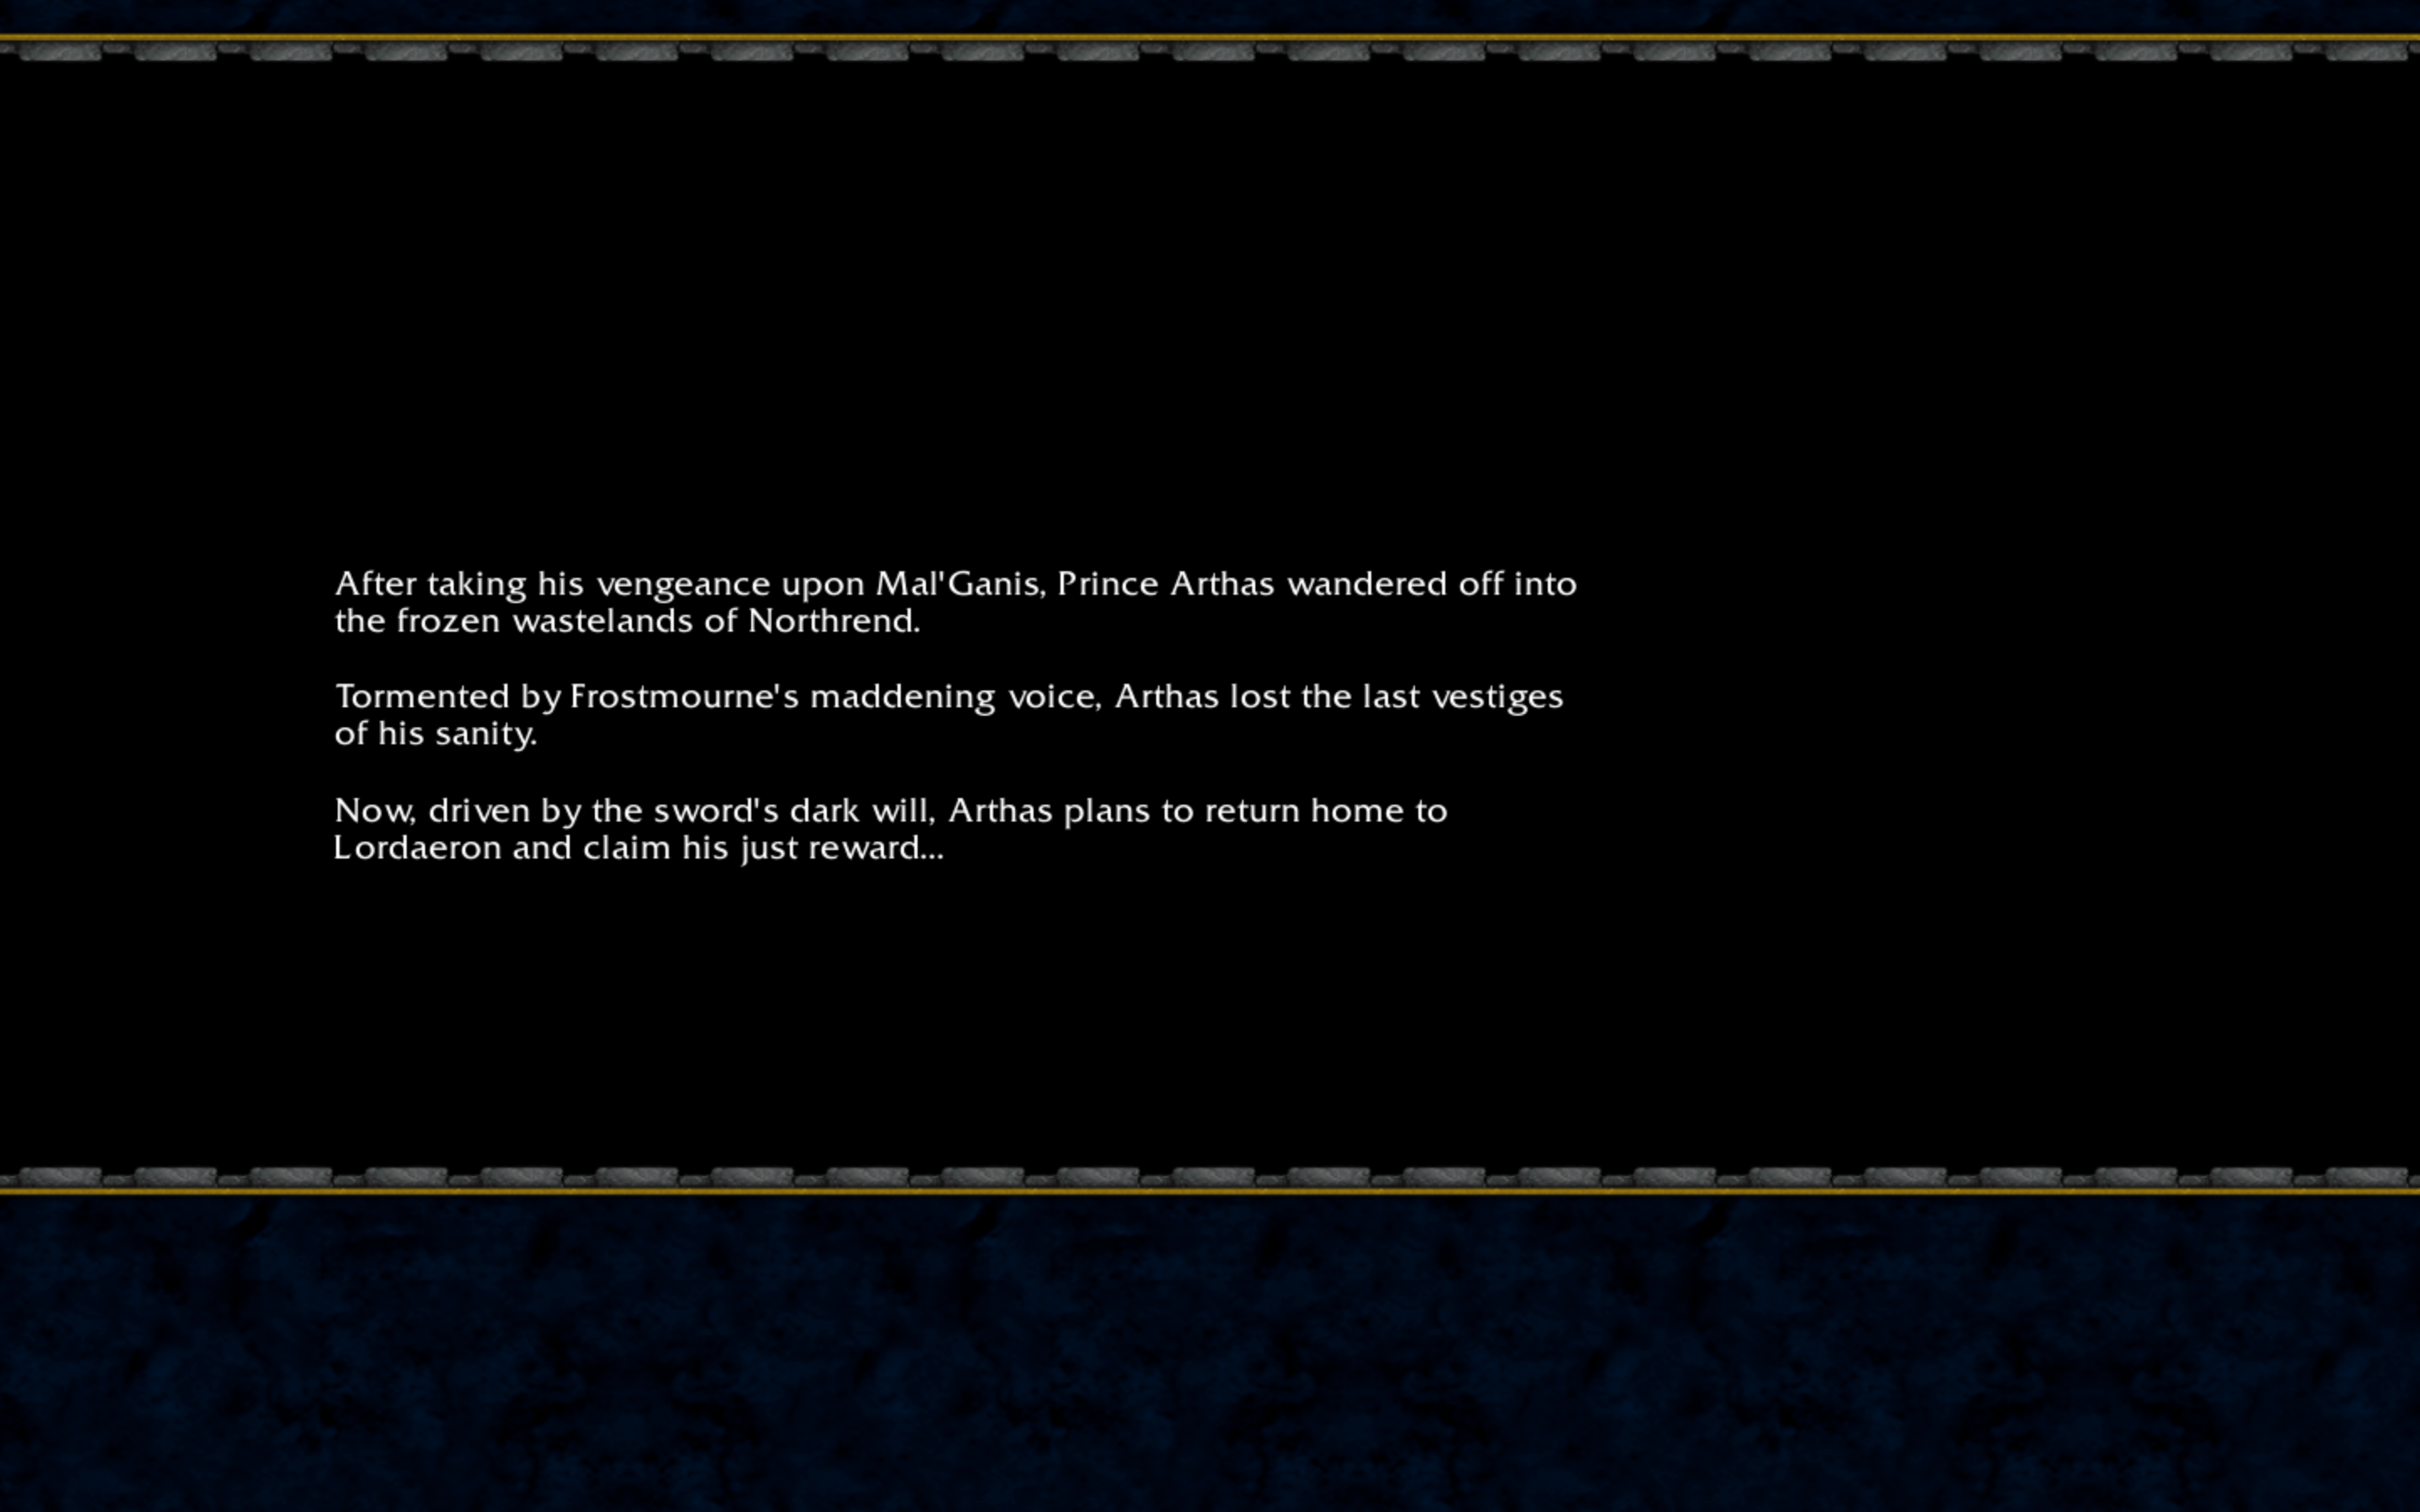 After taking his vengeance upon Mal'Ganis, Prince Arthas wandered off into
the frozen wastelands of Northrend.
Tormented by Frostmourne's maddening voice, Arthas lost the last vestiges
of his sanity.
Now, driven by the sword's dark will, Arthas plans to return home to
Lordaeron and claim his just reward...